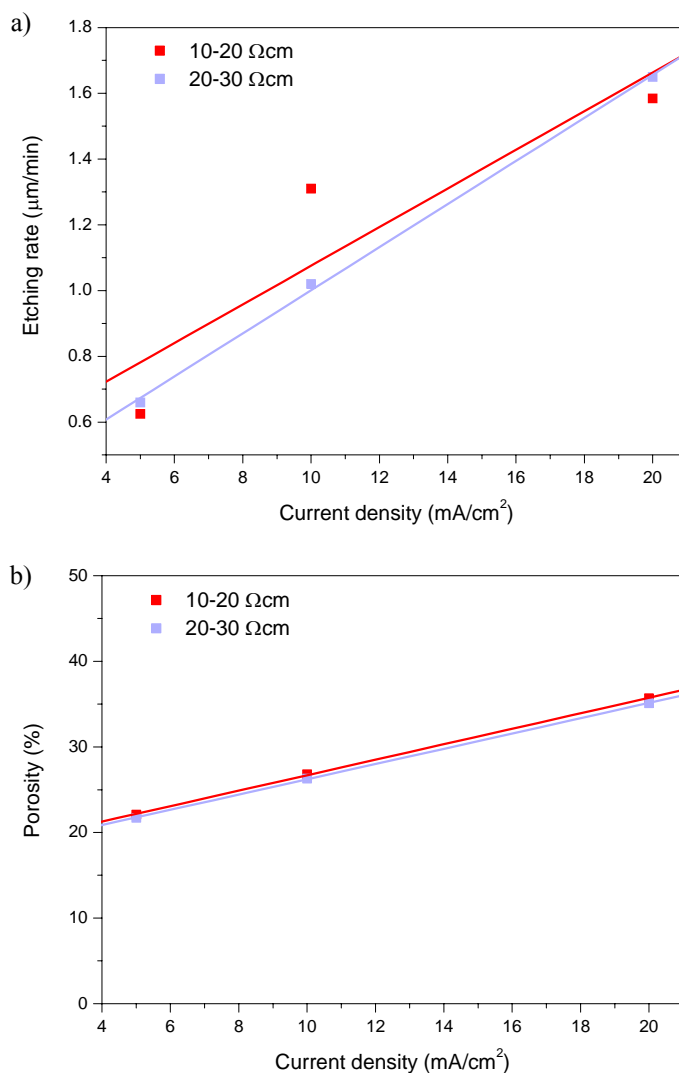 a)
1.8
1.6
1.4
1.2
1.0
0.8
0.6
10-20 Ωcm
20-30 Ωcm
Etching rate (μm/min)
4 6 8 10 12 14 16 18 20
Current density (mA/cm²)
b)
50
40
30
20
10
0
10-20 Ωcm
20-30 Ωcm
Porosity (%)
4 6 8 10 12 14 16 18 20
Current density (mA/cm²)